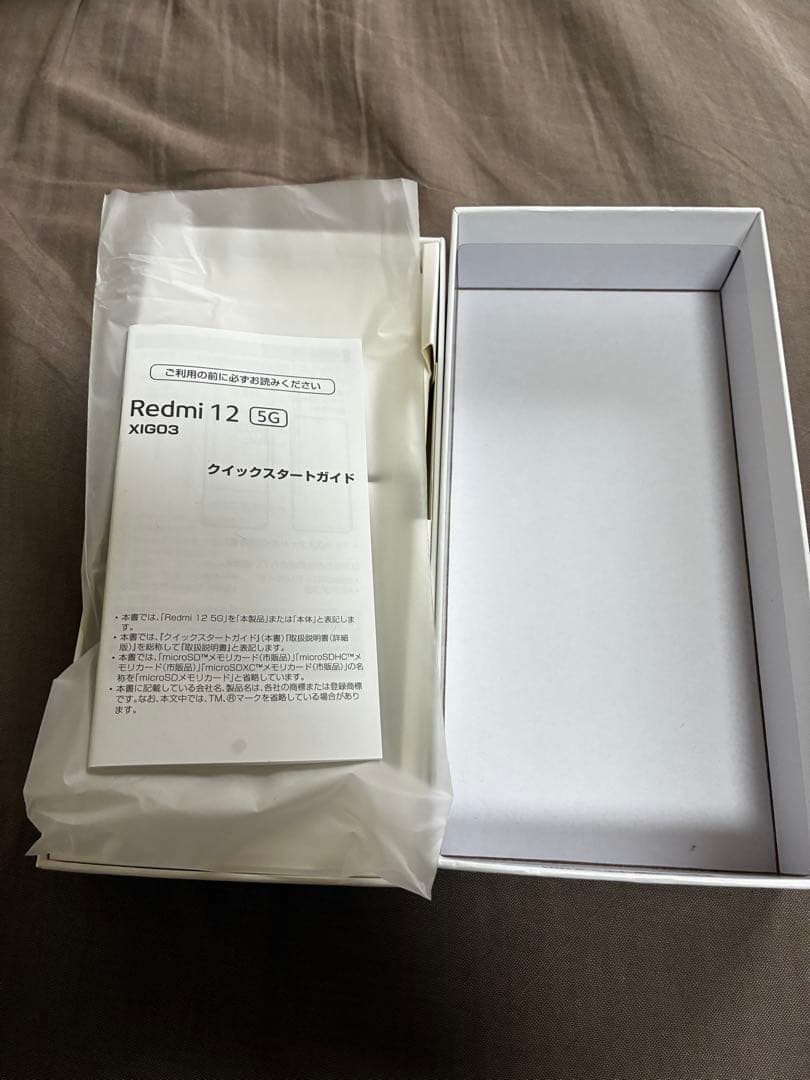 ご利用の前に必ずお読みください
Redmi 12 5G
XIG03
クイックスタートガイド
・本書では、「Redmi 12 5G」を「本製品」または「本体」と表記しま
す。
・本書では、『クイックスタートガイド』(本書)『取扱説明書(詳細
版)』を総称して『取扱説明書』と表記します。
・本書では、「microSD™メモリカード(市販品)」「microSDHC™メ
モリカード(市販品)」「microSDXC™メモリカード(市販品)」の名
称を「microSDメモリカード」と省略しています。
・本書に記載している会社名、製品名は、各社の商標または登録商標
です。なお、本文中では、TM、®マークを省略している場合があり
ます。